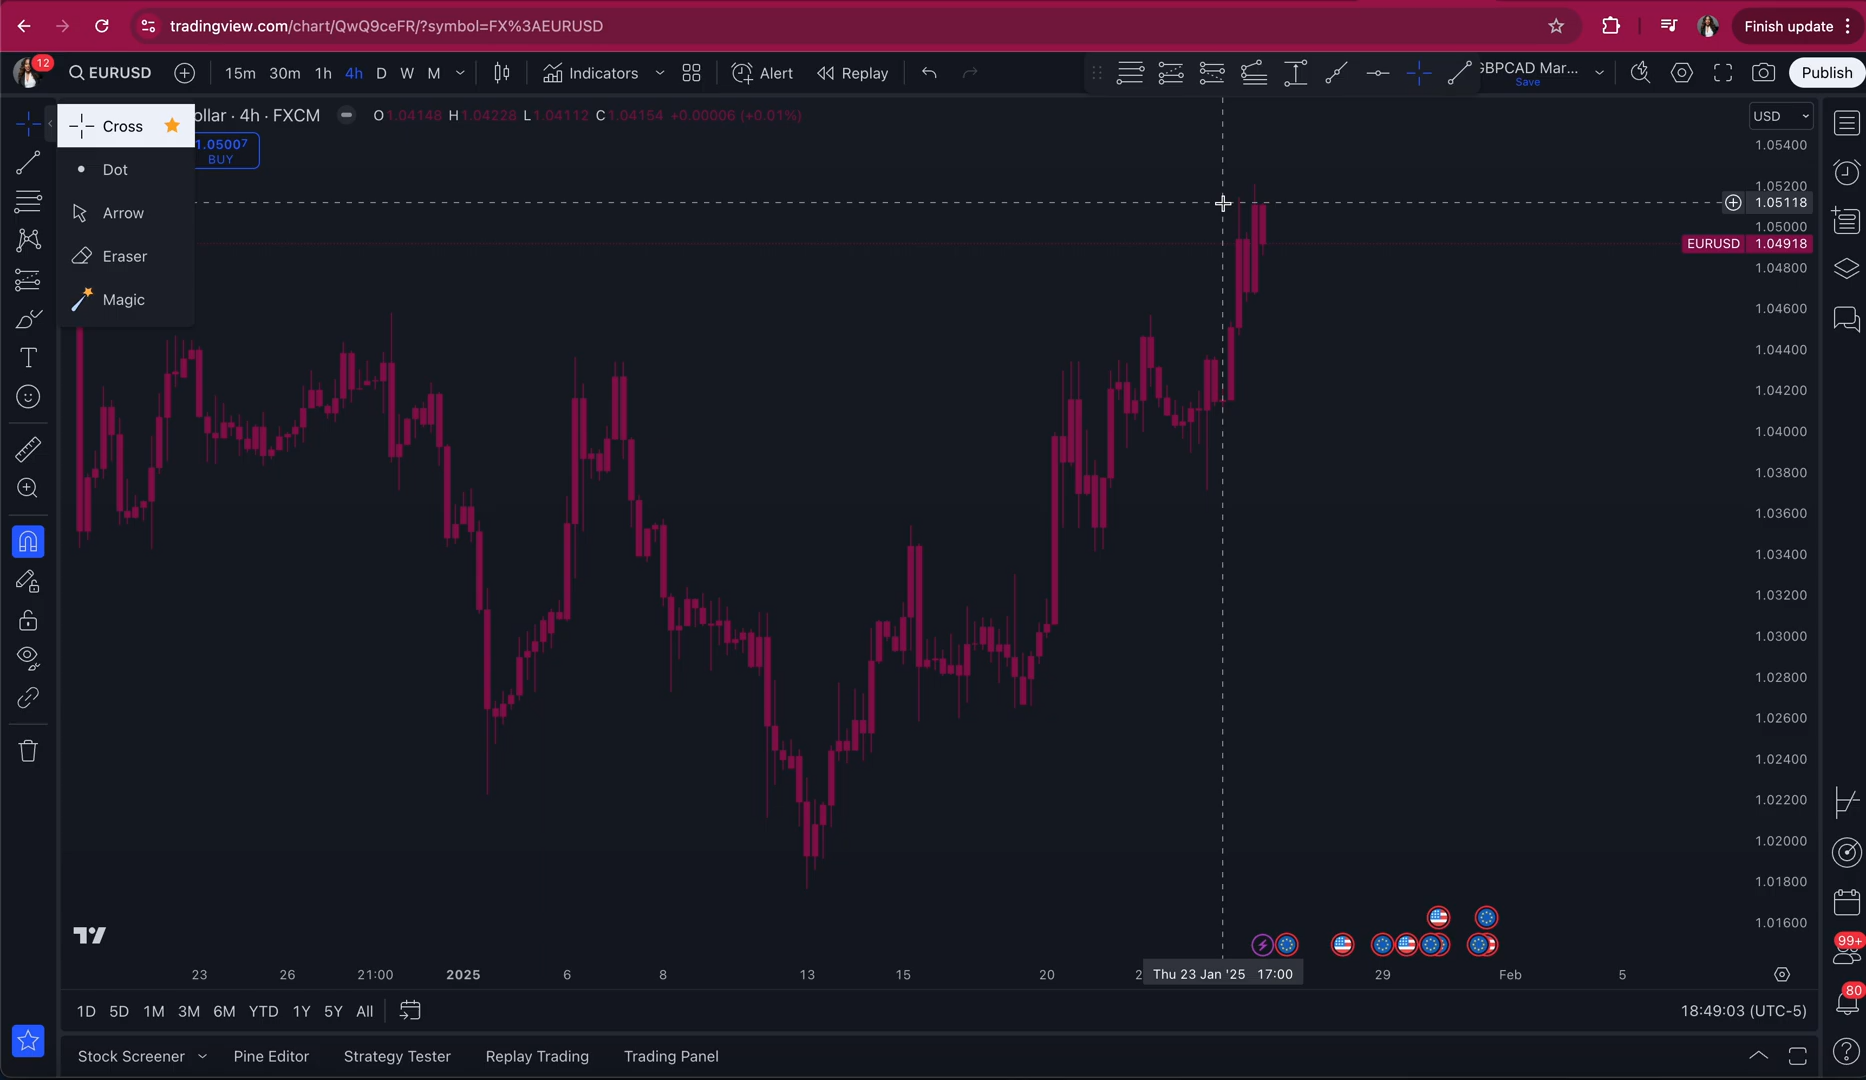 tradingview.com/chart/QwQ9ceFR/?symbol=FX%3AEURUSD
Finish update
12
EURUSD
15m 30m 1h 4h D W M
Indicators
Alert
Replay
GBPCAD Mar...
Save
Publish
ollar · 4h · FXCM O1.04148 H1.04228 L1.04112 C1.04154 +0.00006 (+0.01%)
USD
Cross
1.05007
BUY
Dot
Arrow
Eraser
Magic
1.05400
1.05200
1.05118
1.05000
EURUSD 1.04918
1.04800
1.04600
1.04400
1.04200
1.04000
1.03800
1.03600
1.03400
1.03200
1.03000
1.02800
1.02600
1.02400
1.02200
1.02000
1.01800
1.01600
23 26 21:00 2025 6 8 13 15 20 2 Thu 23 Jan '25 17:00 29 Feb 5
99+
80
1D 5D 1M 3M 6M YTD 1Y 5Y All
18:49:03 (UTC-5)
Stock Screener Pine Editor Strategy Tester Replay Trading Trading Panel